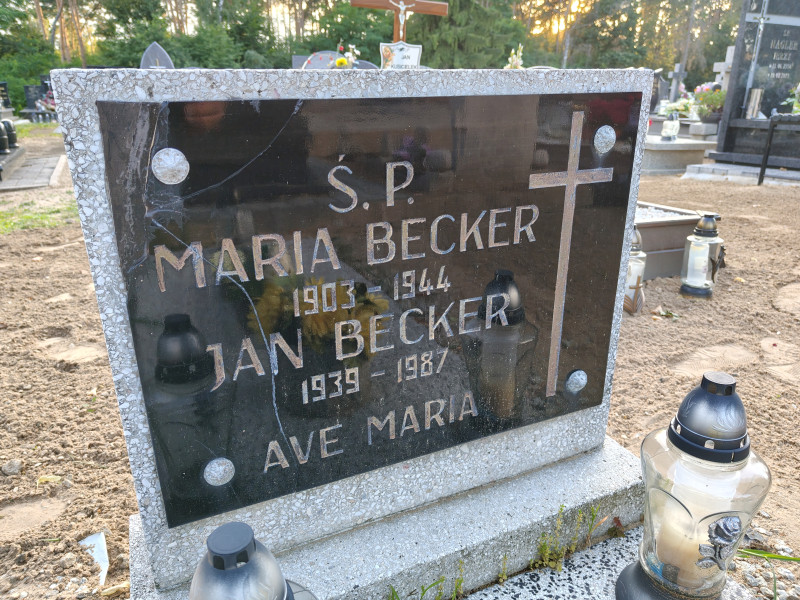 Ś.P.
MARIA BECKER
1903 - 1944
JAN BECKER
1939 - 1987
AVE MARIA